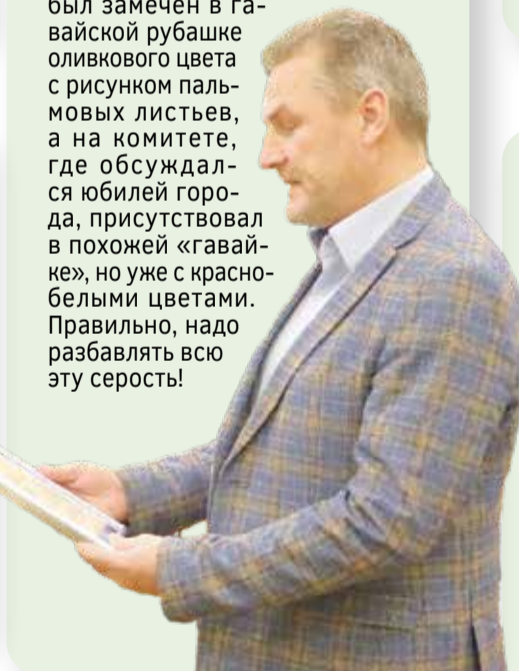 был замечен в га-
вайской рубашке
оливкового цвета
с рисунком паль-
мовых листьев,
а на комитете,
где обсуждал-
ся юбилей горо-
да, присутствовал
в похожей «гавай-
ке», но уже с красно-
белыми цветами.
Правильно, надо
разбавлять всю
эту серость!